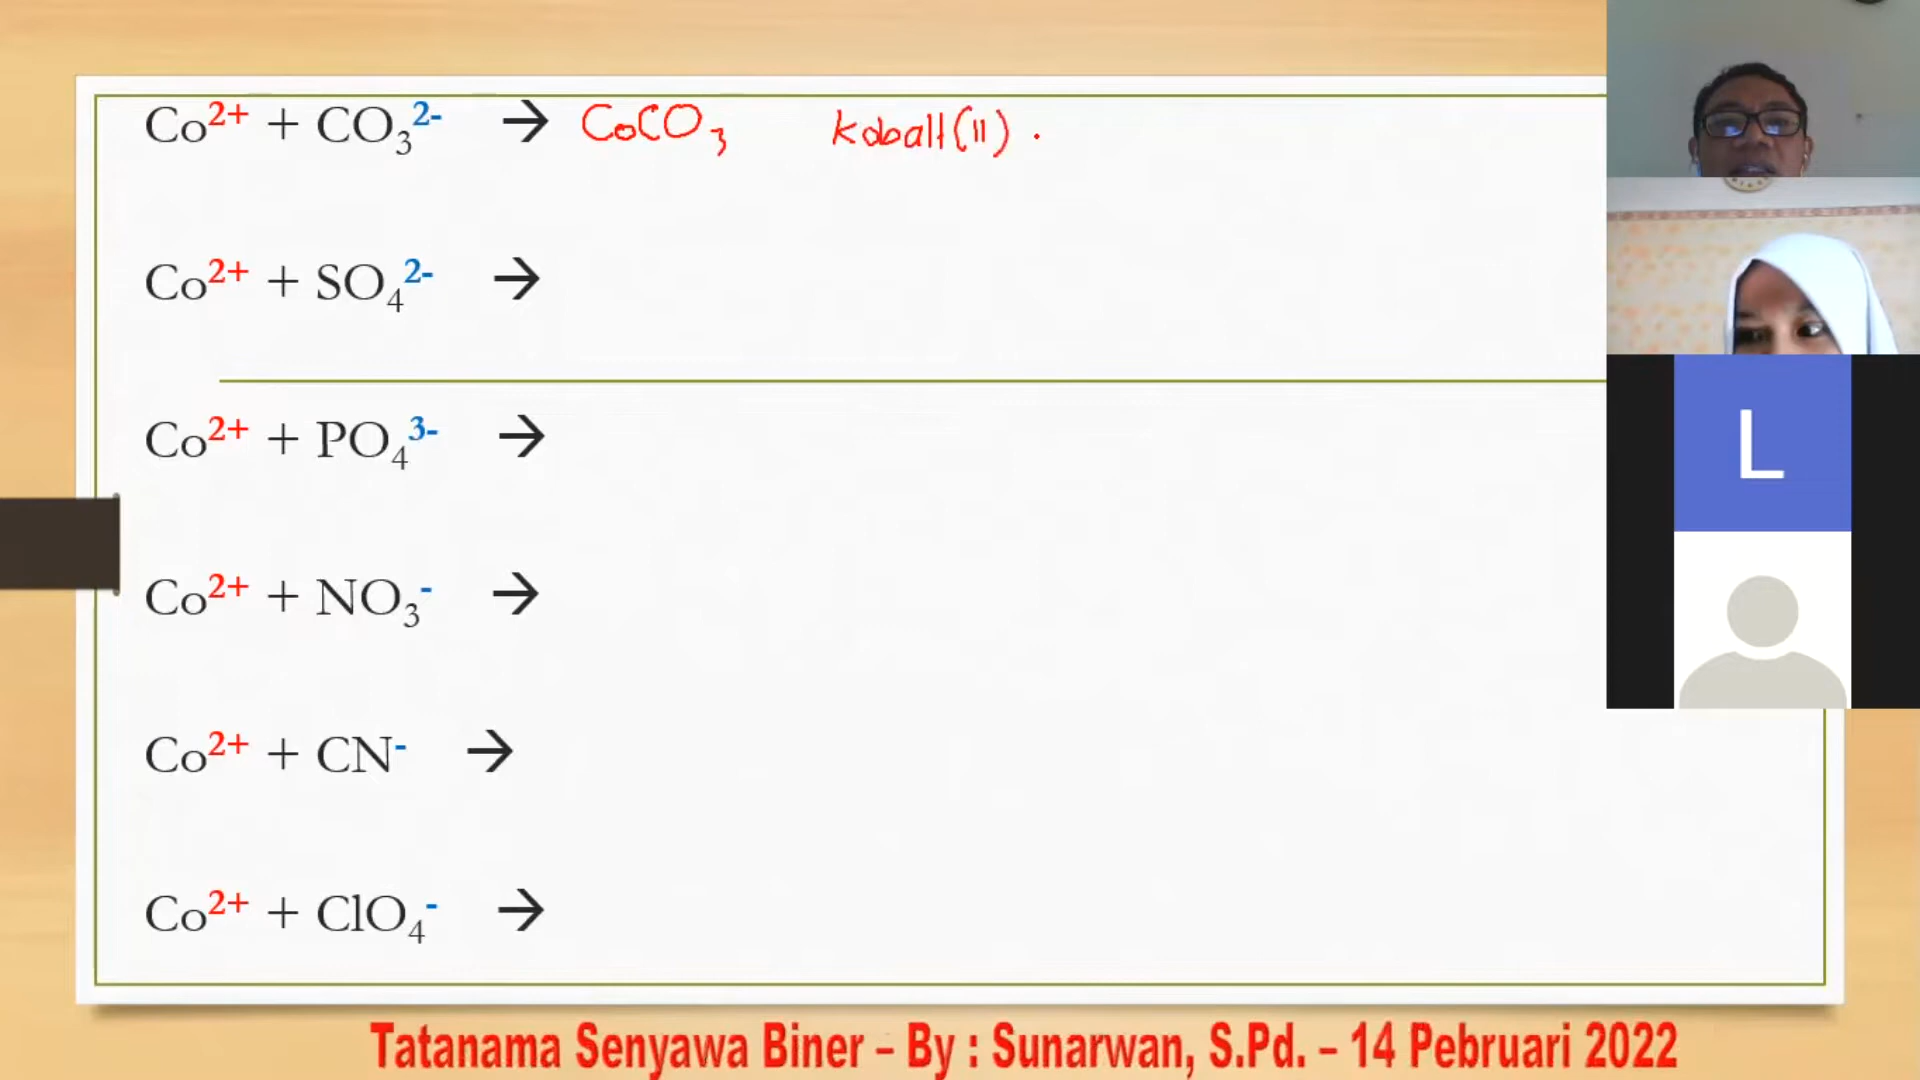 Co²⁺ + CO₃²⁻ → CoCO₃ kobalt(II) .
Co²⁺ + SO₄²⁻ →
Co²⁺ + PO₄³⁻ →
Co²⁺ + NO₃⁻ →
Co²⁺ + CN⁻ →
Co²⁺ + ClO₄⁻ →
L
Tatanama Senyawa Biner – By : Sunarwan, S.Pd. – 14 Pebruari 2022